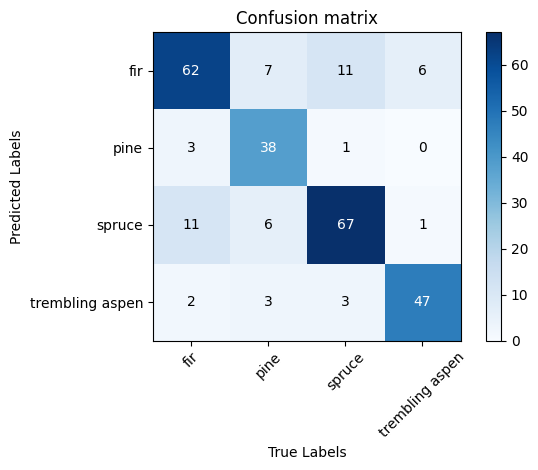 Confusion matrix
Predicted Labels
fir 62 7 11 6
pine 3 38 1 0
spruce 11 6 67 1
trembling aspen 2 3 3 47
fir pine spruce trembling aspen
True Labels
60
50
40
30
20
10
0